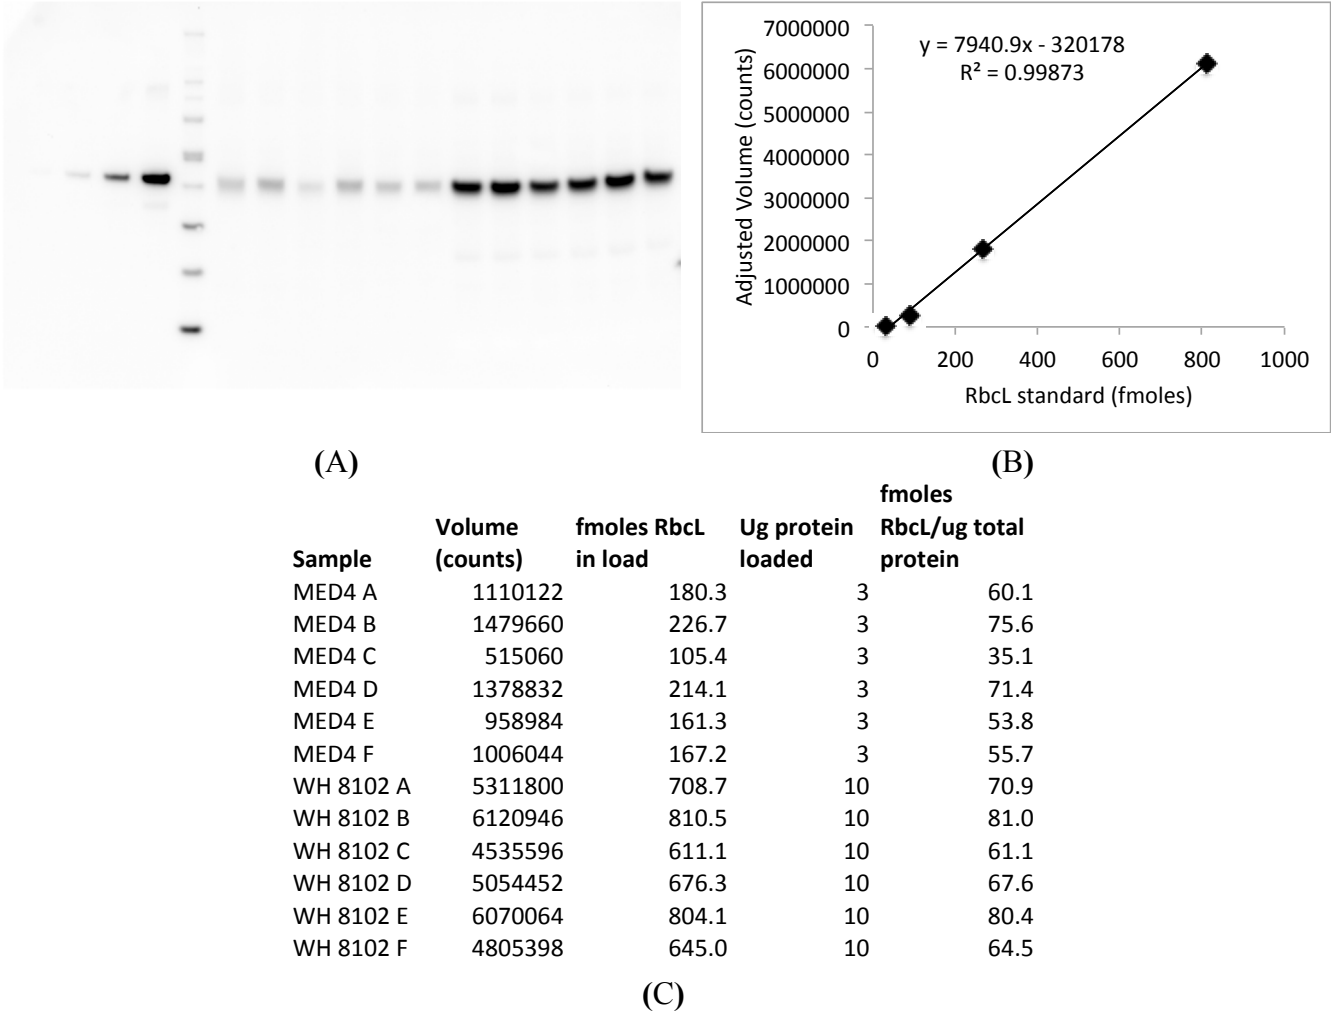 7000000
6000000
5000000
4000000
3000000
2000000
1000000
0
Adjusted Volume (counts)
y = 7940.9x - 320178
R² = 0.99873
0 200 400 600 800 1000
RbcL standard (fmoles)
(A) (B)
fmoles
Volume fmoles RbcL Ug protein RbcL/ug total
Sample (counts) in load loaded protein
MED4 A 1110122 180.3 3 60.1
MED4 B 1479660 226.7 3 75.6
MED4 C 515060 105.4 3 35.1
MED4 D 1378832 214.1 3 71.4
MED4 E 958984 161.3 3 53.8
MED4 F 1006044 167.2 3 55.7
WH 8102 A 5311800 708.7 10 70.9
WH 8102 B 6120946 810.5 10 81.0
WH 8102 C 4535596 611.1 10 61.1
WH 8102 D 5054452 676.3 10 67.6
WH 8102 E 6070064 804.1 10 80.4
WH 8102 F 4805398 645.0 10 64.5
(C)